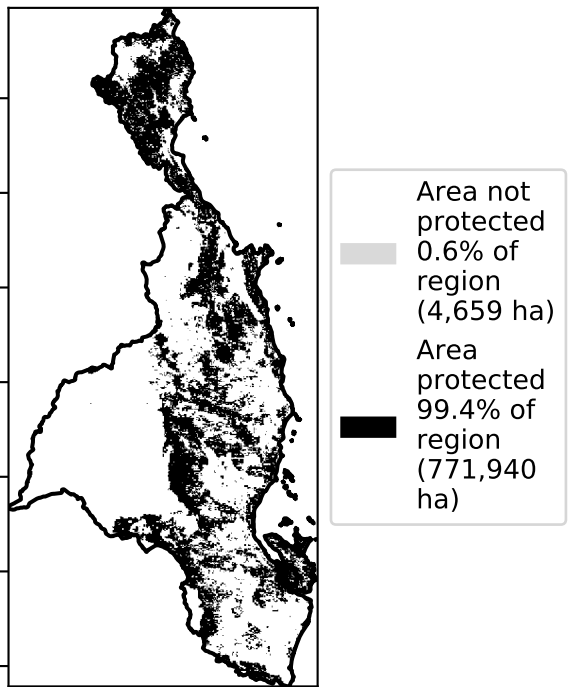 Area not
protected
0.6% of
region
(4,659 ha)
Area
protected
99.4% of
region
(771,940
ha)